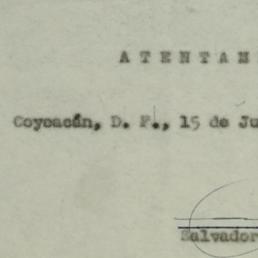 A T E N T A M
Coyoacán, D. F., 15 de Ju
Salvador